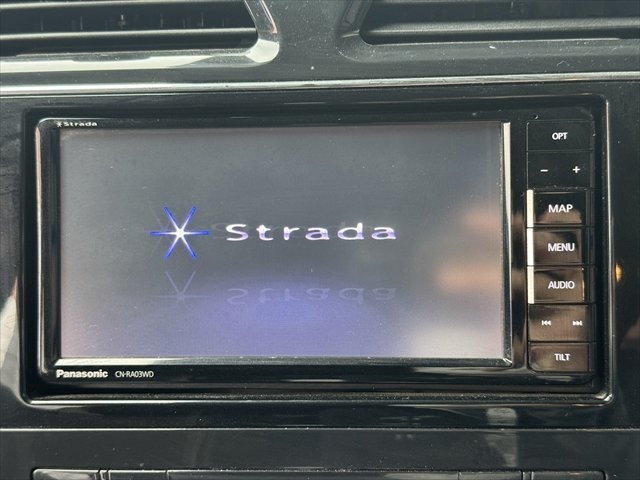 Strada
OPT
− +
MAP
MENU
AUDIO
TILT
Strada
Panasonic CN-RA03WD